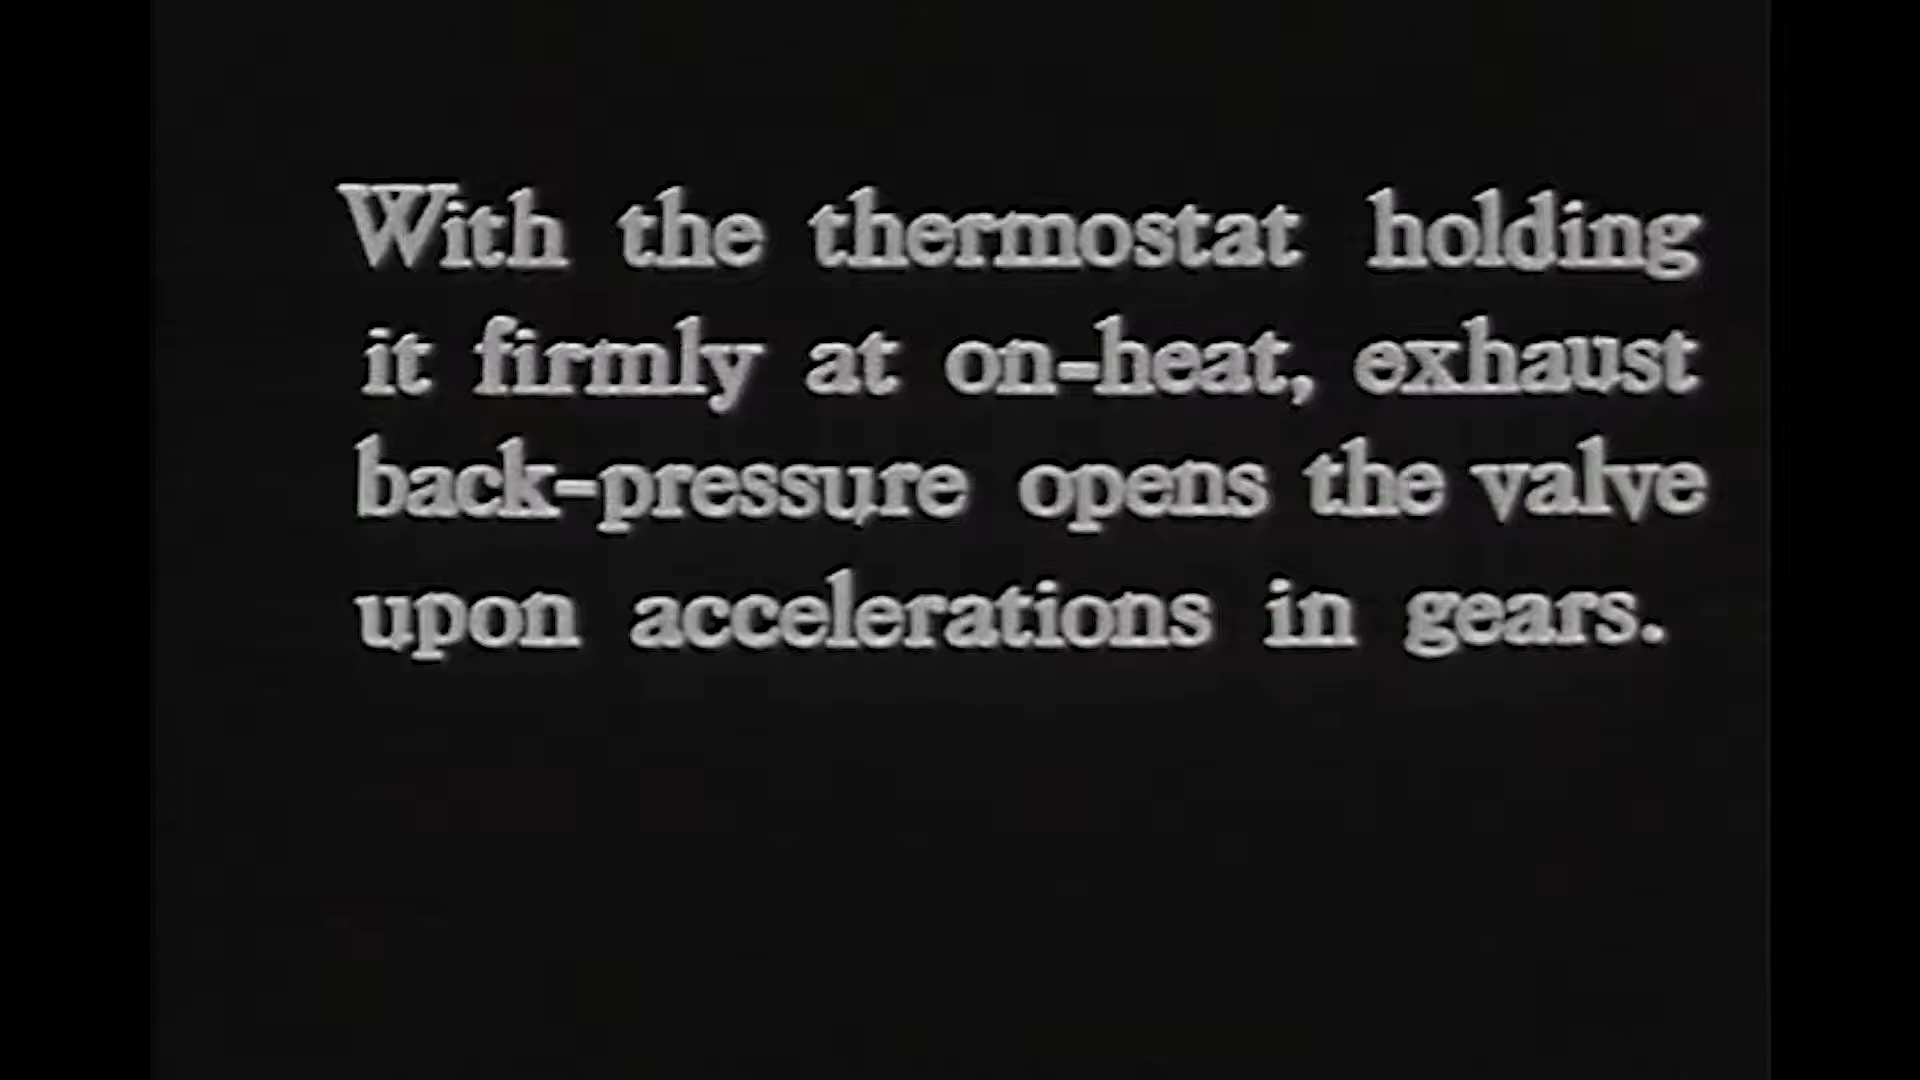 With the thermostat holding
it firmly at on-heat, exhaust
back-pressure opens the valve
upon accelerations in gears.